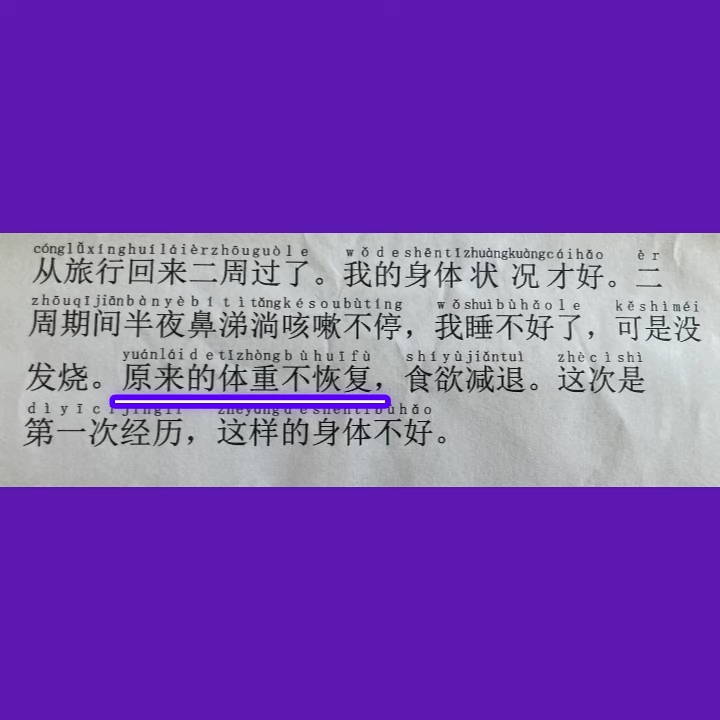 cónglǚxínghuíláièrzhōuguòle wǒdeshēntǐzhuàngkuàngcáihǎo èr
从旅行回来二周过了。我的身体状况才好。二
zhōuqījiānbànyèbítìtǎngkésoubùtíng wǒshuìbùhǎole kěshìméi
周期间半夜鼻涕淌咳嗽不停，我睡不好了，可是没
yuánláidetǐzhòngbùhuīfù shíyùjiǎntuì zhècìshì
发烧。原来的体重不恢复，食欲减退。这次是
dìyīcì jīnglì zhèyàngdeshēntǐbùhǎo
第一次经历，这样的身体不好。